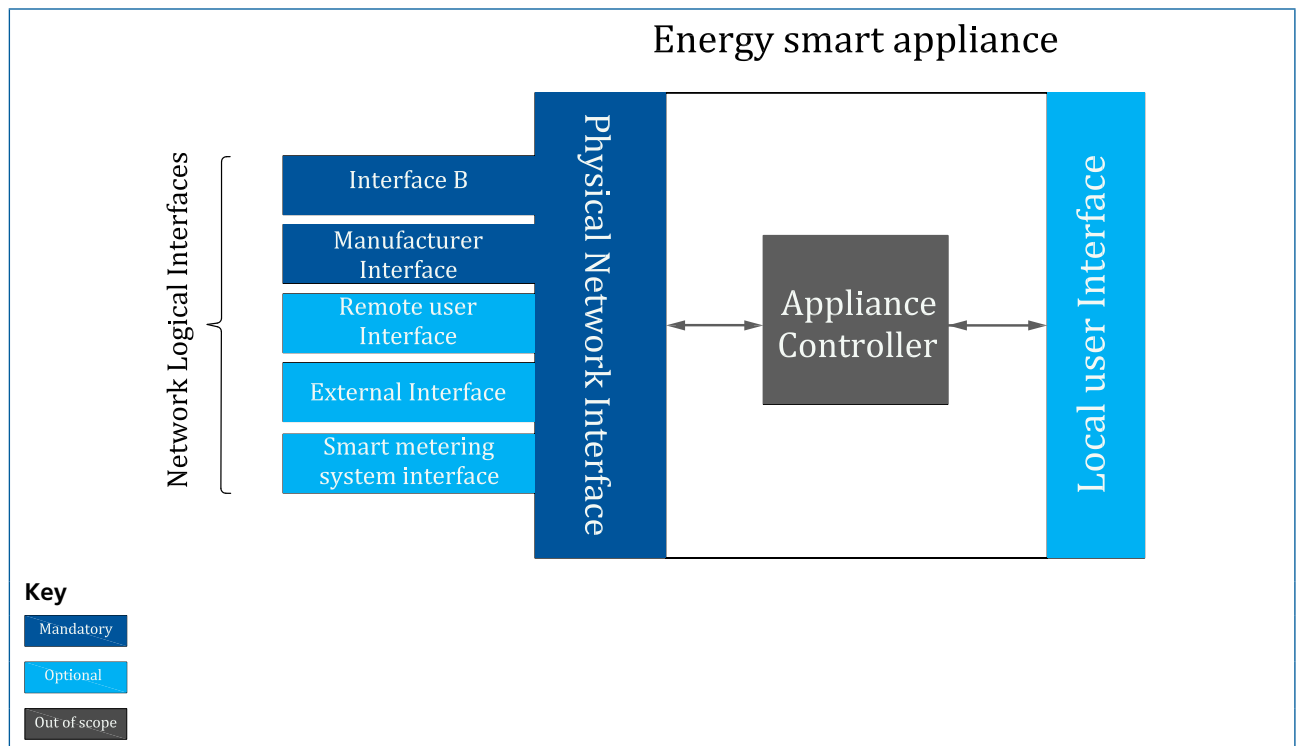 Energy smart appliance
Network Logical Interfaces
Interface B
Manufacturer
Interface
Remote user
Interface
External Interface
Smart metering
system interface
Physical Network Interface
Appliance
Controller
Local user Interface
Key
Mandatory
Optional
Out of scope